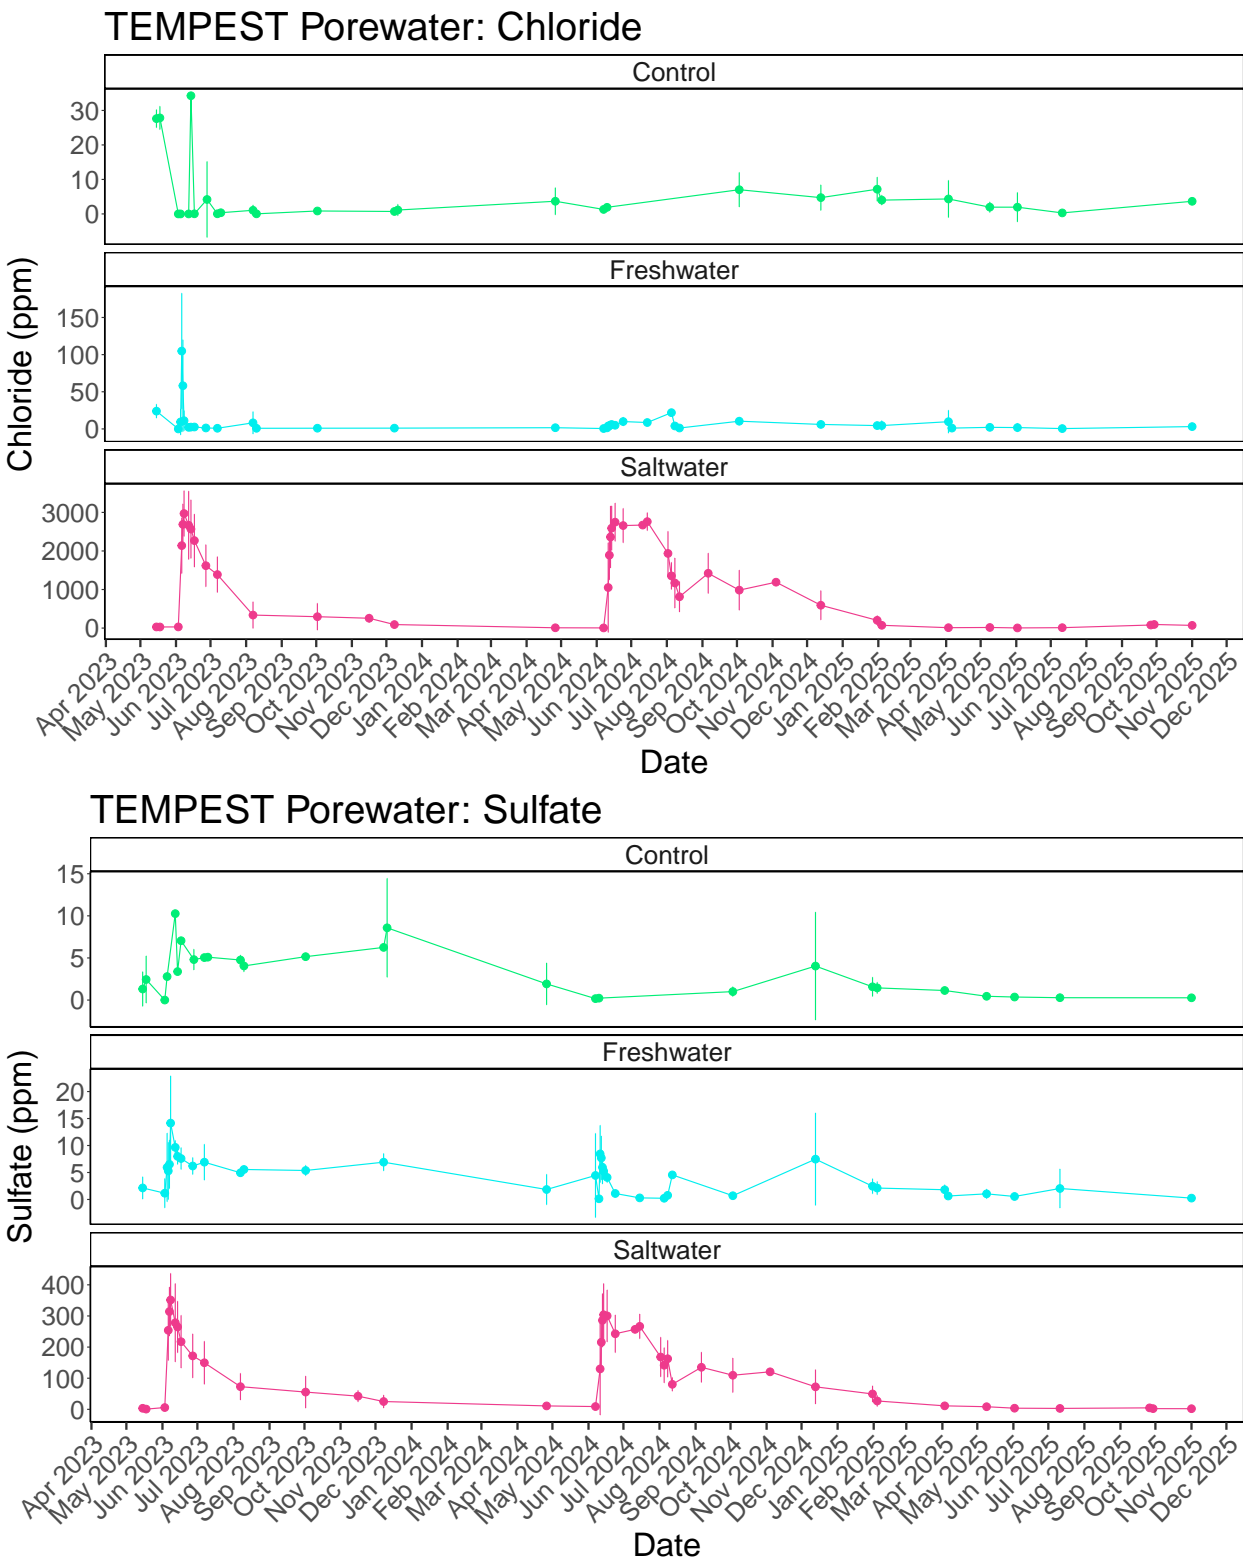 TEMPEST Porewater: Chloride
Control
30
20
10
0
Freshwater
150
100
50
0
Saltwater
3000
2000
1000
0
Chloride (ppm)
Apr 2023
May 2023
Jun 2023
Jul 2023
Aug 2023
Sep 2023
Oct 2023
Nov 2023
Dec 2023
Jan 2024
Feb 2024
Mar 2024
Apr 2024
May 2024
Jun 2024
Jul 2024
Aug 2024
Sep 2024
Oct 2024
Nov 2024
Dec 2024
Jan 2025
Feb 2025
Mar 2025
Apr 2025
May 2025
Jun 2025
Jul 2025
Aug 2025
Sep 2025
Oct 2025
Nov 2025
Dec 2025
Date
TEMPEST Porewater: Sulfate
Control
15
10
5
0
Freshwater
20
15
10
5
0
Saltwater
400
300
200
100
0
Sulfate (ppm)
Apr 2023
May 2023
Jun 2023
Jul 2023
Aug 2023
Sep 2023
Oct 2023
Nov 2023
Dec 2023
Jan 2024
Feb 2024
Mar 2024
Apr 2024
May 2024
Jun 2024
Jul 2024
Aug 2024
Sep 2024
Oct 2024
Nov 2024
Dec 2024
Jan 2025
Feb 2025
Mar 2025
Apr 2025
May 2025
Jun 2025
Jul 2025
Aug 2025
Sep 2025
Oct 2025
Nov 2025
Dec 2025
Date